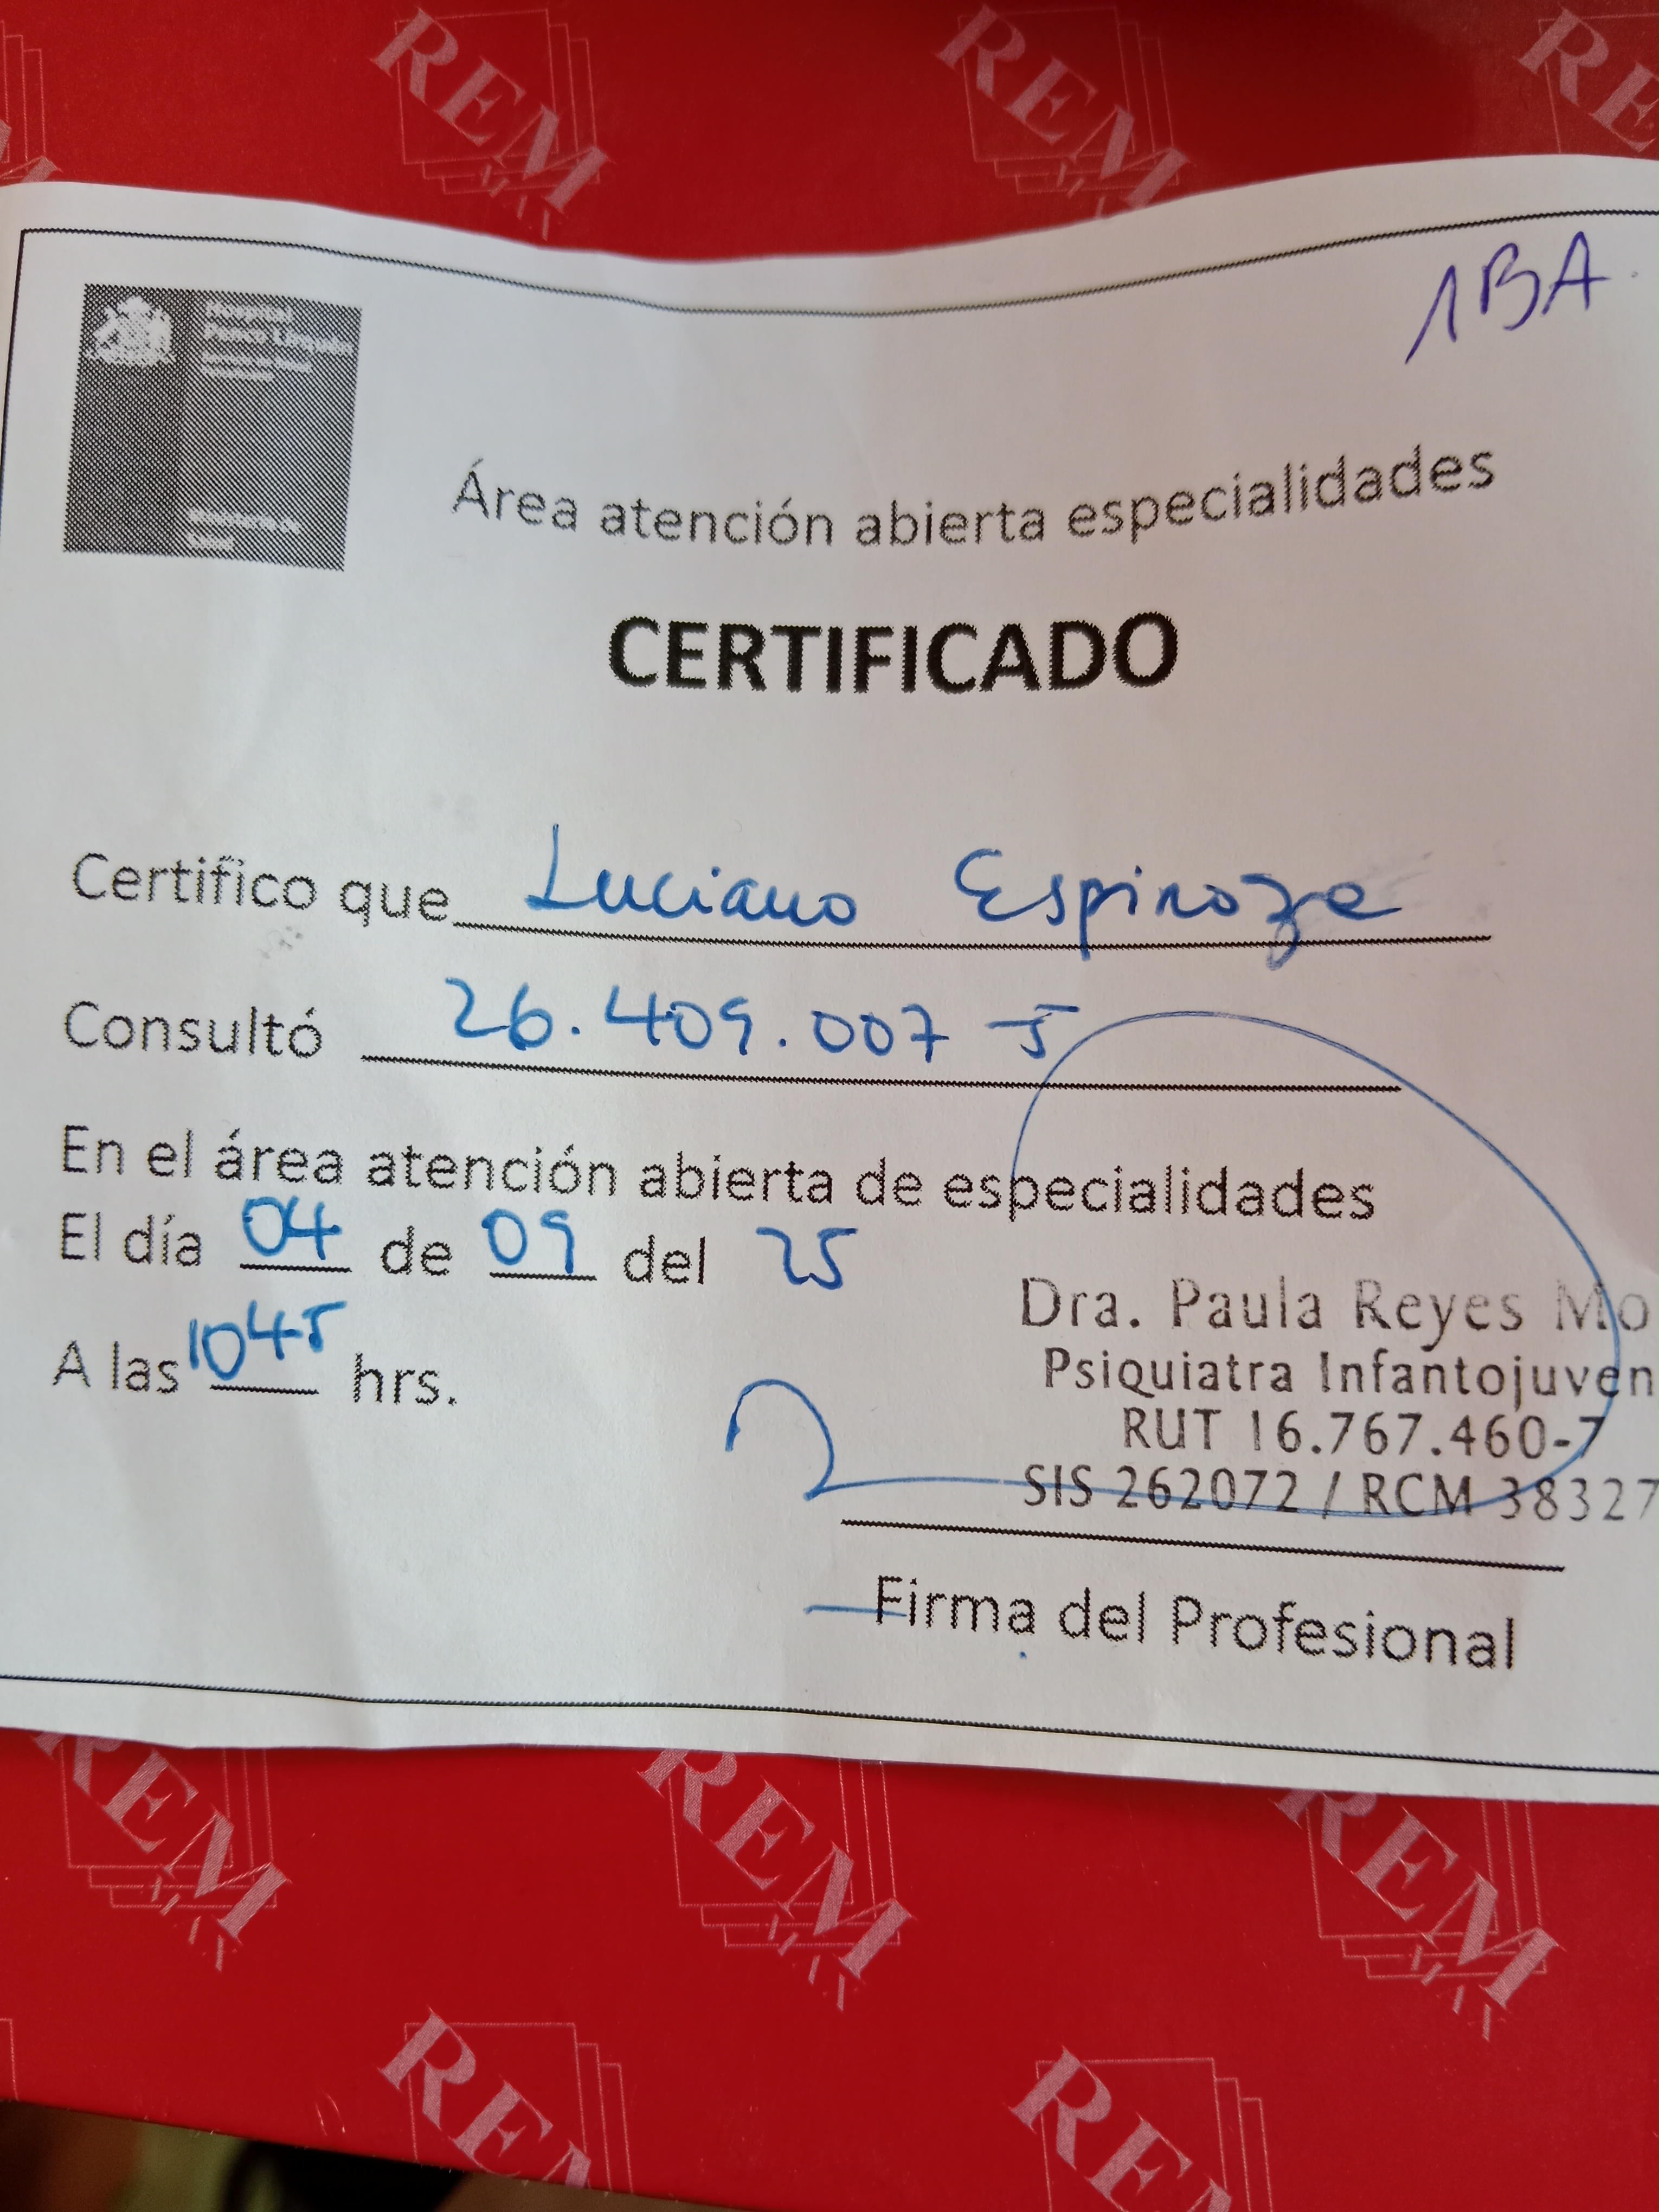 REM REM REM
1BA.
Hospital
Área atención abierta especialidades
CERTIFICADO
Certifico que Luciano Espinoza
Consultó 26.409.007 5
En el área atención abierta de especialidades
El día 04 de 09 del 25
A las 1045 hrs.
Dra. Paula Reyes Mo
Psiquiatra Infantojuven
RUT 16.767.460-7
SIS 262072 / RCM 38327
Firma del Profesional
REM REM REM
REM REM